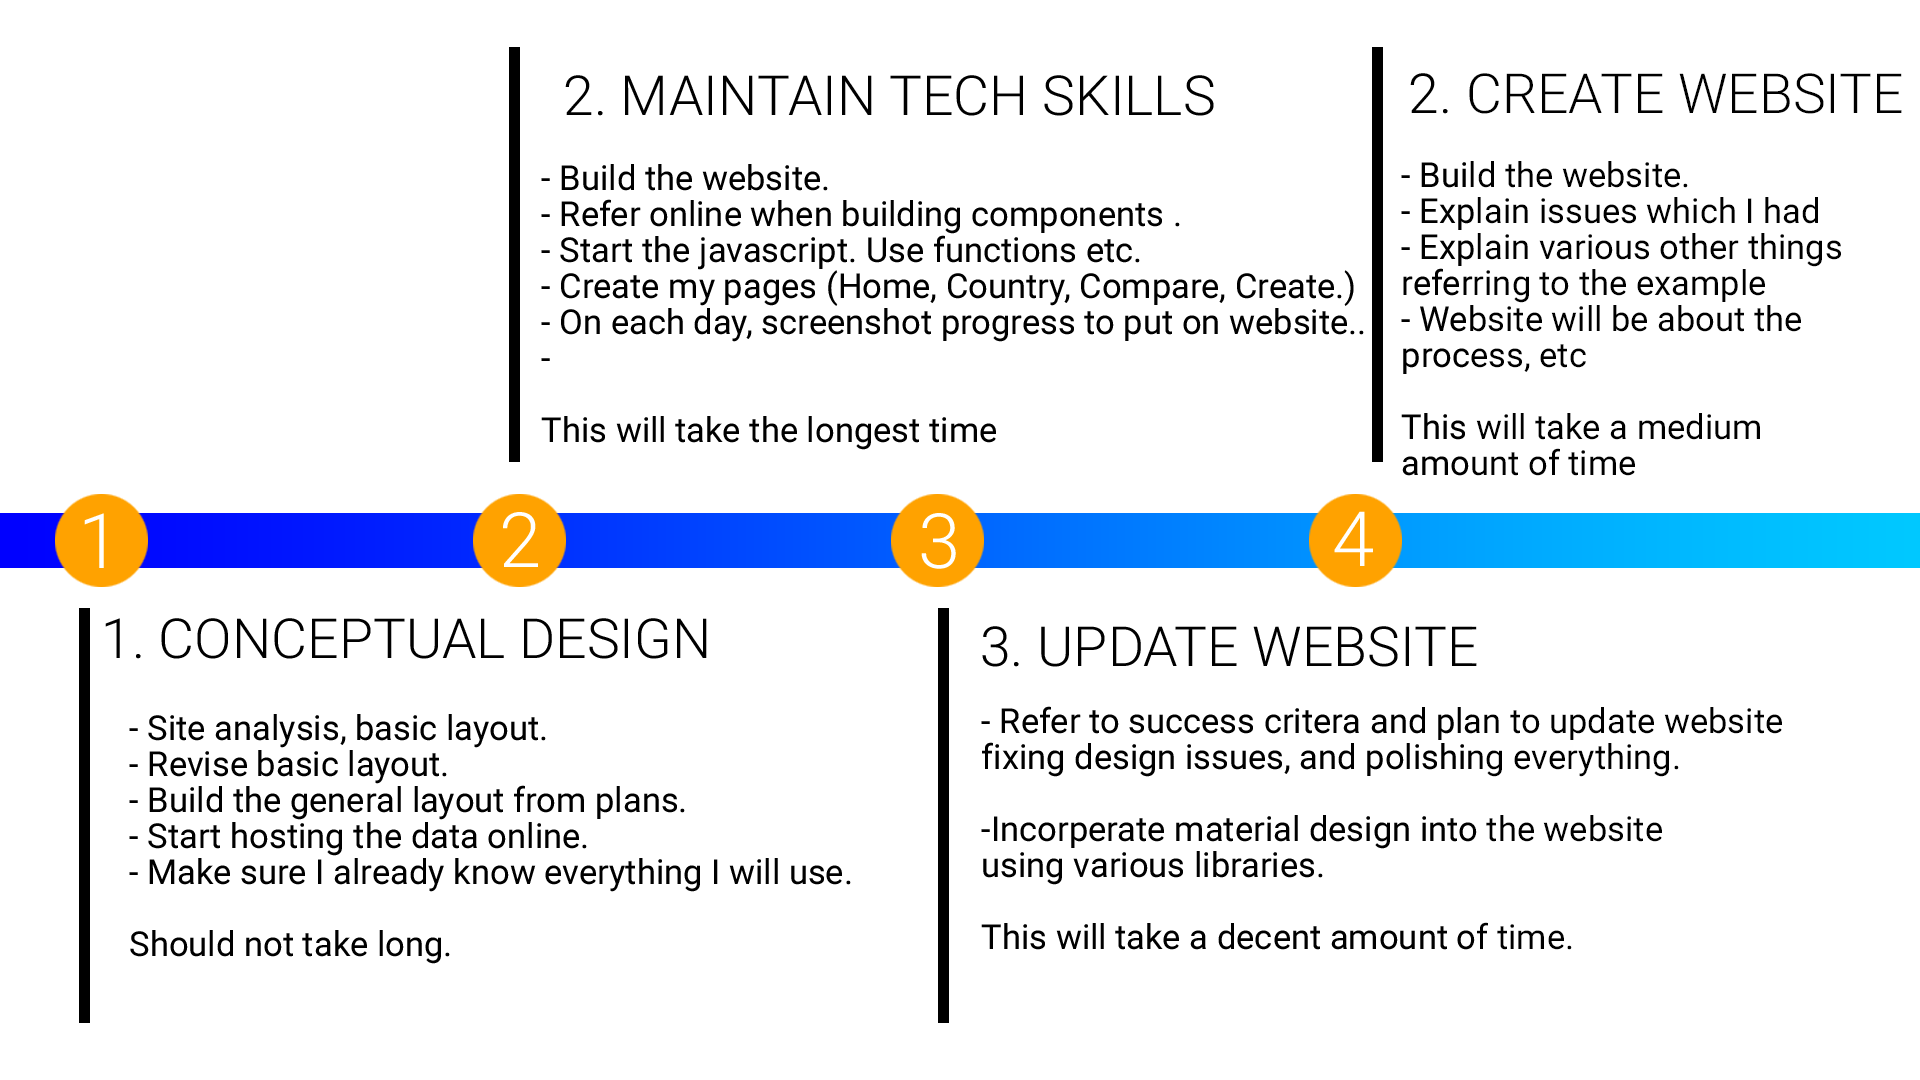 2. MAINTAIN TECH SKILLS
- Build the website.
- Refer online when building components .
- Start the javascript. Use functions etc.
- Create my pages (Home, Country, Compare, Create.)
- On each day, screenshot progress to put on website..
-
This will take the longest time
2. CREATE WEBSITE
- Build the website.
- Explain issues which I had
- Explain various other things
referring to the example
- Website will be about the
process, etc
This will take a medium
amount of time
1
2
3
4
1. CONCEPTUAL DESIGN
- Site analysis, basic layout.
- Revise basic layout.
- Build the general layout from plans.
- Start hosting the data online.
- Make sure I already know everything I will use.
Should not take long.
3. UPDATE WEBSITE
- Refer to success critera and plan to update website
fixing design issues, and polishing everything.
-Incorperate material design into the website
using various libraries.
This will take a decent amount of time.